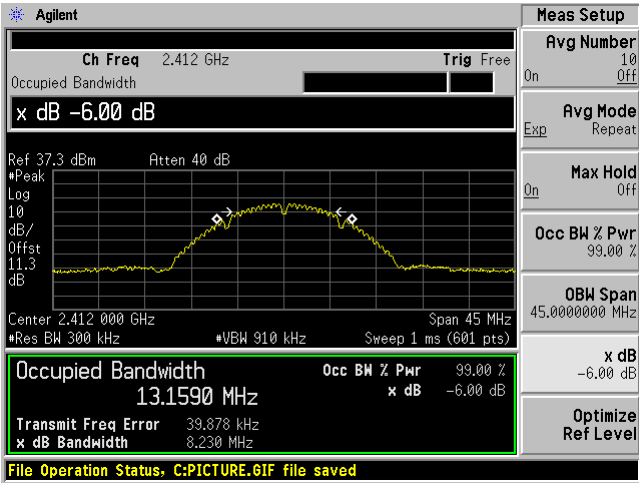 Agilent
Ch Freq 2.412 GHz Trig Free
Occupied Bandwidth
x dB -6.00 dB
Ref 37.3 dBm Atten 40 dB
#Peak
Log
10
dB/
Offst
11.3
dB
Center 2.412 000 GHz Span 45 MHz
#Res BW 300 kHz #VBW 910 kHz Sweep 1 ms (601 pts)
Occupied Bandwidth Occ BW % Pwr 99.00 %
13.1590 MHz x dB -6.00 dB
Transmit Freq Error 39.878 kHz
x dB Bandwidth 8.230 MHz
File Operation Status, C:PICTURE.GIF file saved
Meas Setup
Avg Number
10
On Off
Avg Mode
Exp Repeat
Max Hold
On Off
Occ BW % Pwr
99.00 %
OBW Span
45.0000000 MHz
x dB
-6.00 dB
Optimize
Ref Level